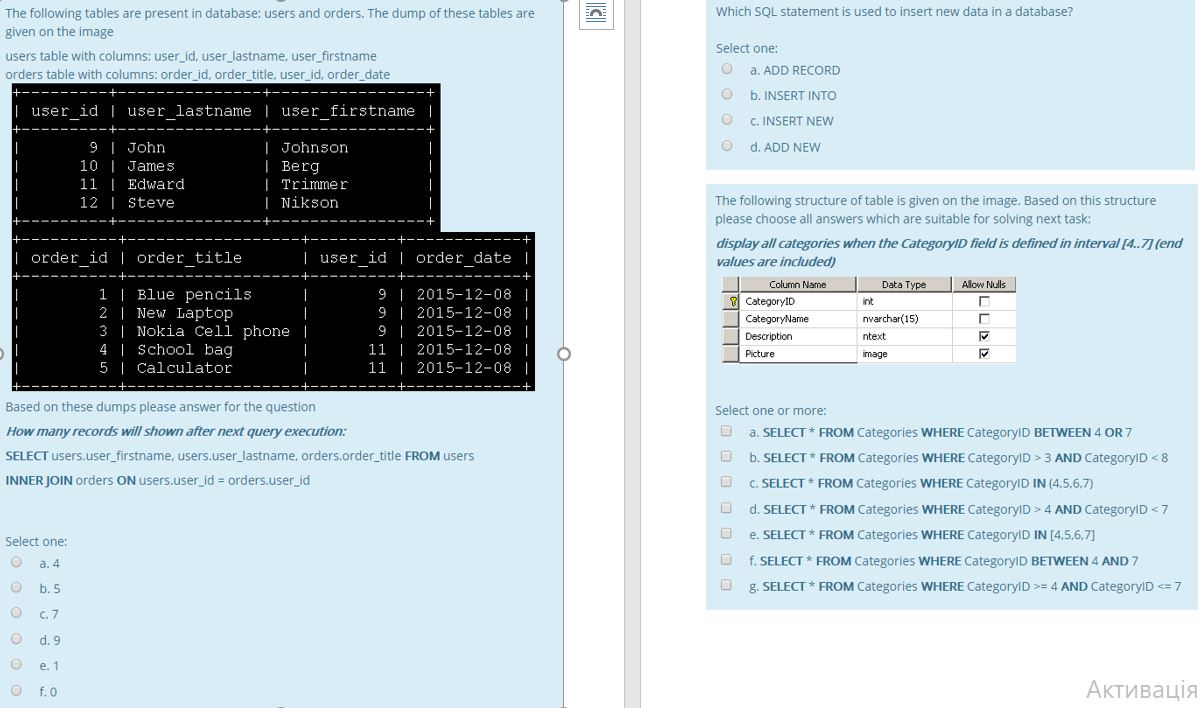 The following tables are present in database: users and orders. The dump of these tables are
given on the image
users table with columns: user_id, user_lastname, user_firstname
orders table with columns: order_id, order_title, user_id, order_date
+---------+---------------+----------------+
| user_id | user_lastname | user_firstname |
+---------+---------------+----------------+
| 9 | John | Johnson |
| 10 | James | Berg |
| 11 | Edward | Trimmer |
| 12 | Steve | Nikson |
+---------+---------------+----------------+
+----------+------------------+---------+------------+
| order_id | order_title | user_id | order_date |
+----------+------------------+---------+------------+
| 1 | Blue pencils | 9 | 2015-12-08 |
| 2 | New Laptop | 9 | 2015-12-08 |
| 3 | Nokia Cell phone | 9 | 2015-12-08 |
| 4 | School bag | 11 | 2015-12-08 |
| 5 | Calculator | 11 | 2015-12-08 |
+----------+------------------+---------+------------+
Based on these dumps please answer for the question
How many records will shown after next query execution:
SELECT users.user_firstname, users.user_lastname, orders.order_title FROM users
INNER JOIN orders ON users.user_id = orders.user_id
Select one:
a. 4
b. 5
c. 7
d. 9
e. 1
f. 0
Which SQL statement is used to insert new data in a database?
Select one:
a. ADD RECORD
b. INSERT INTO
c. INSERT NEW
d. ADD NEW
The following structure of table is given on the image. Based on this structure
please choose all answers which are suitable for solving next task:
display all categories when the CategoryID field is defined in interval [4..7] (end
values are included)
Column Name Data Type Allow Nulls
CategoryID int
CategoryName nvarchar(15)
Description ntext
Picture image
Select one or more:
a. SELECT * FROM Categories WHERE CategoryID BETWEEN 4 OR 7
b. SELECT * FROM Categories WHERE CategoryID > 3 AND CategoryID < 8
c. SELECT * FROM Categories WHERE CategoryID IN (4,5,6,7)
d. SELECT * FROM Categories WHERE CategoryID > 4 AND CategoryID < 7
e. SELECT * FROM Categories WHERE CategoryID IN [4,5,6,7]
f. SELECT * FROM Categories WHERE CategoryID BETWEEN 4 AND 7
g. SELECT * FROM Categories WHERE CategoryID >= 4 AND CategoryID <= 7
Активація